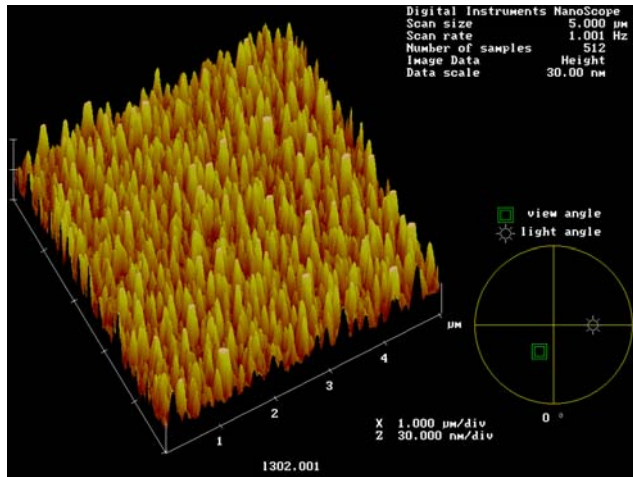 Digital Instruments NanoScope
Scan size 5.000 µm
Scan rate 1.001 Hz
Number of samples 512
Image Data Height
Data scale 30.00 nm
view angle
light angle
µm
4
3
2
1
X 1.000 µm/div
Z 30.000 nm/div
0 °
1302.001